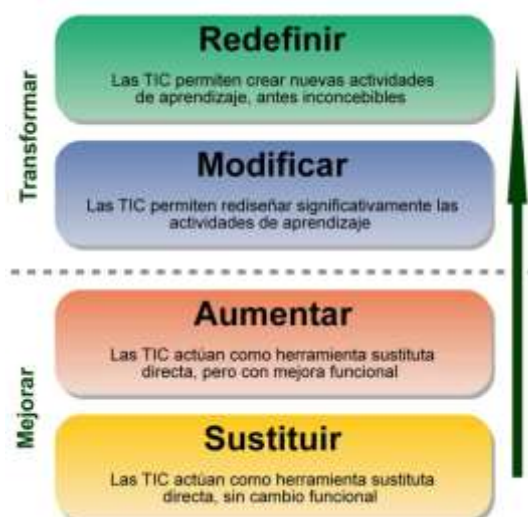 Transformar
Redefinir
Las TIC permiten crear nuevas actividades
de aprendizaje, antes inconcebibles
Modificar
Las TIC permiten rediseñar significativamente las
actividades de aprendizaje
Mejorar
Aumentar
Las TIC actúan como herramienta sustituta
directa, pero con mejora funcional
Sustituir
Las TIC actúan como herramienta sustituta
directa, sin cambio funcional